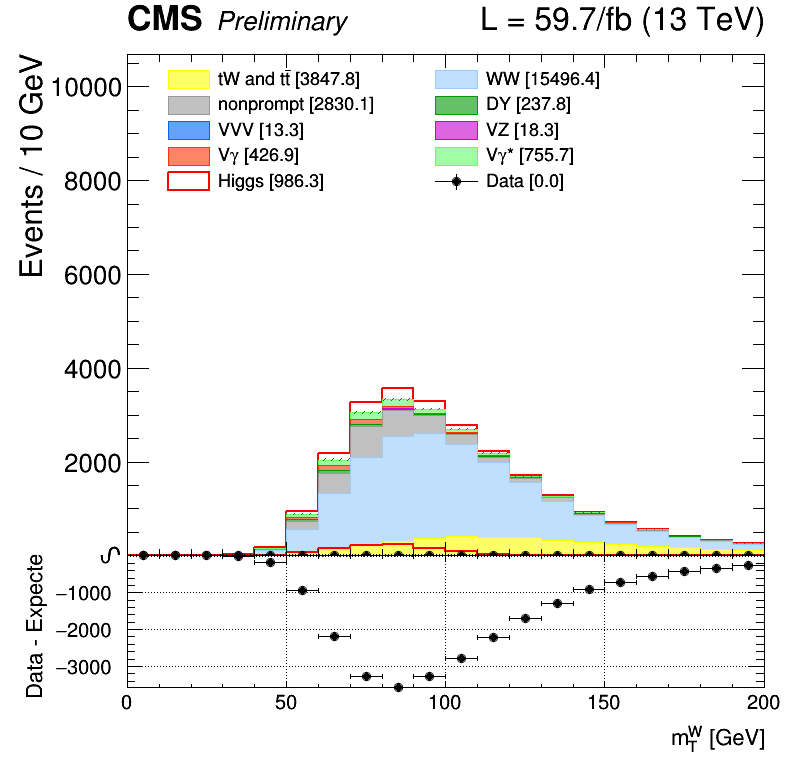 CMS Preliminary L = 59.7/fb (13 TeV)
Events / 10 GeV
10000
8000
6000
4000
2000
0
tW and tt̅ [3847.8] WW [15496.4]
nonprompt [2830.1] DY [237.8]
VVV [13.3] VZ [18.3]
Vγ [426.9] Vγ* [755.7]
Higgs [986.3] Data [0.0]
Data - Expecte
−1000
−2000
−3000
0 50 100 150 200
m_T^W [GeV]